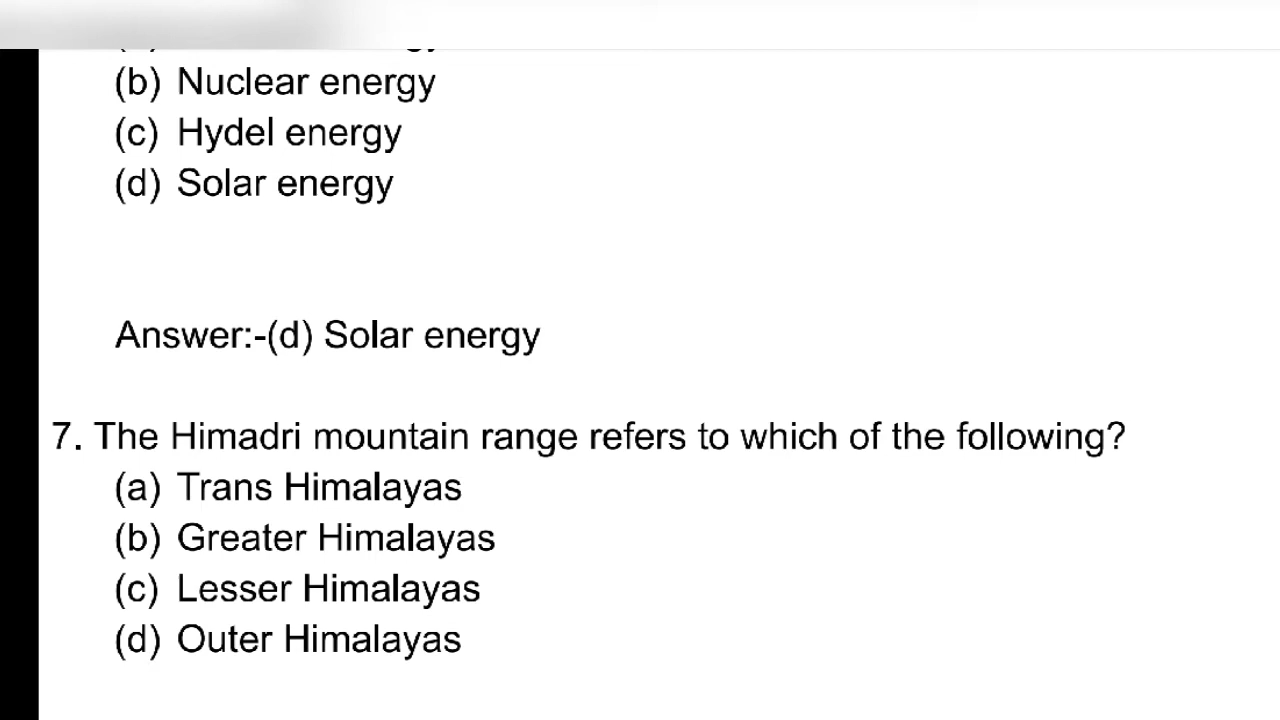 (b) Nuclear energy
(c) Hydel energy
(d) Solar energy
Answer:-(d) Solar energy
7. The Himadri mountain range refers to which of the following?
(a) Trans Himalayas
(b) Greater Himalayas
(c) Lesser Himalayas
(d) Outer Himalayas